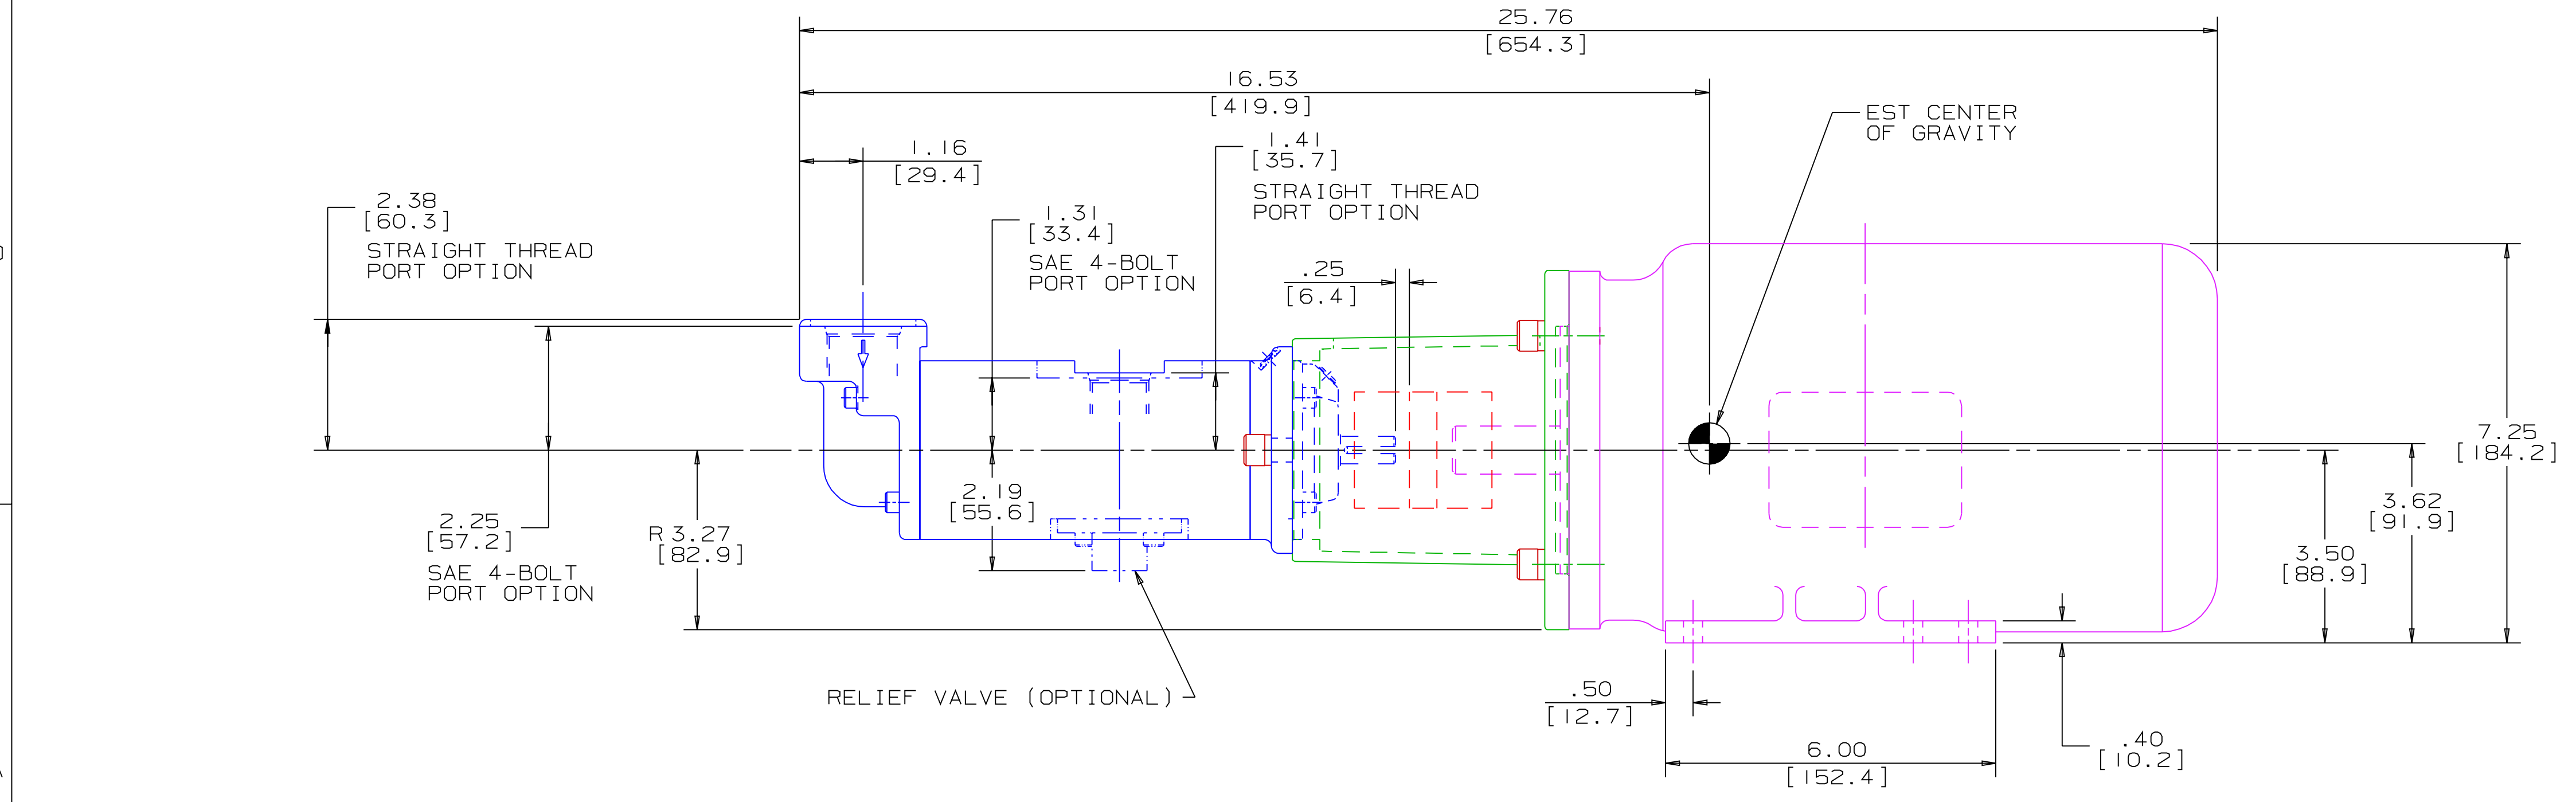 25.76
[654.3]
16.53
[419.9]
EST CENTER
OF GRAVITY
1.16
[29.4]
1.41
[35.7]
STRAIGHT THREAD
PORT OPTION
2.38
[60.3]
STRAIGHT THREAD
PORT OPTION
1.31
[33.4]
SAE 4-BOLT
PORT OPTION
.25
[6.4]
7.25
[184.2]
2.19
[55.6]
3.62
[91.9]
2.25
[57.2]
SAE 4-BOLT
PORT OPTION
R3.27
[82.9]
3.50
[88.9]
RELIEF VALVE (OPTIONAL)
.50
[12.7]
6.00
[152.4]
.40
[10.2]